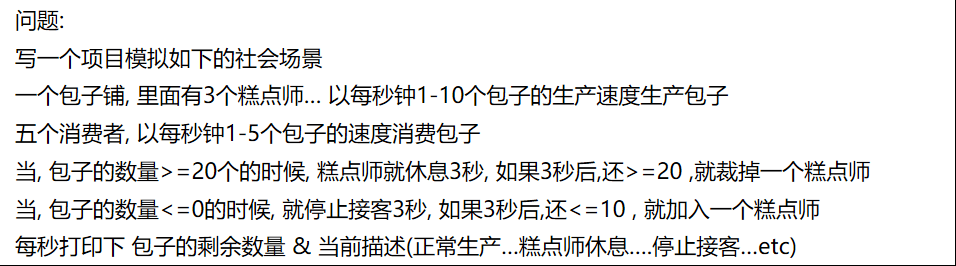 问题:
写一个项目模拟如下的社会场景
一个包子铺, 里面有3个糕点师... 以每秒钟1-10个包子的生产速度生产包子
五个消费者, 以每秒钟1-5个包子的速度消费包子
当, 包子的数量>=20个的时候, 糕点师就休息3秒, 如果3秒后,还>=20 ,就裁掉一个糕点师
当, 包子的数量<=0的时候, 就停止接客3秒, 如果3秒后,还<=10 , 就加入一个糕点师
每秒打印下 包子的剩余数量 & 当前描述(正常生产...糕点师休息....停止接客...etc)